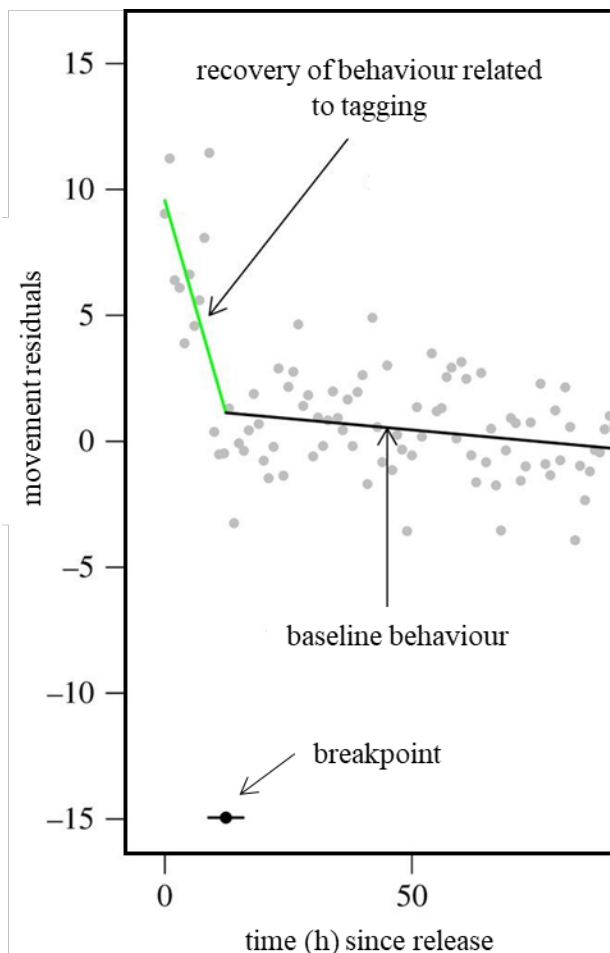 15
recovery of behaviour related
to tagging
10
5
movement residuals
0
−5
baseline behaviour
−10
breakpoint
−15
0
50
time (h) since release